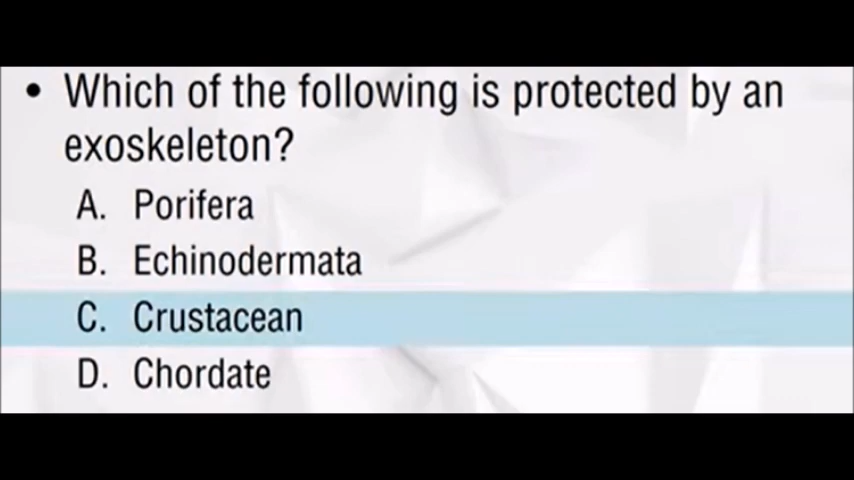 • Which of the following is protected by an
exoskeleton?
A. Porifera
B. Echinodermata
C. Crustacean
D. Chordate